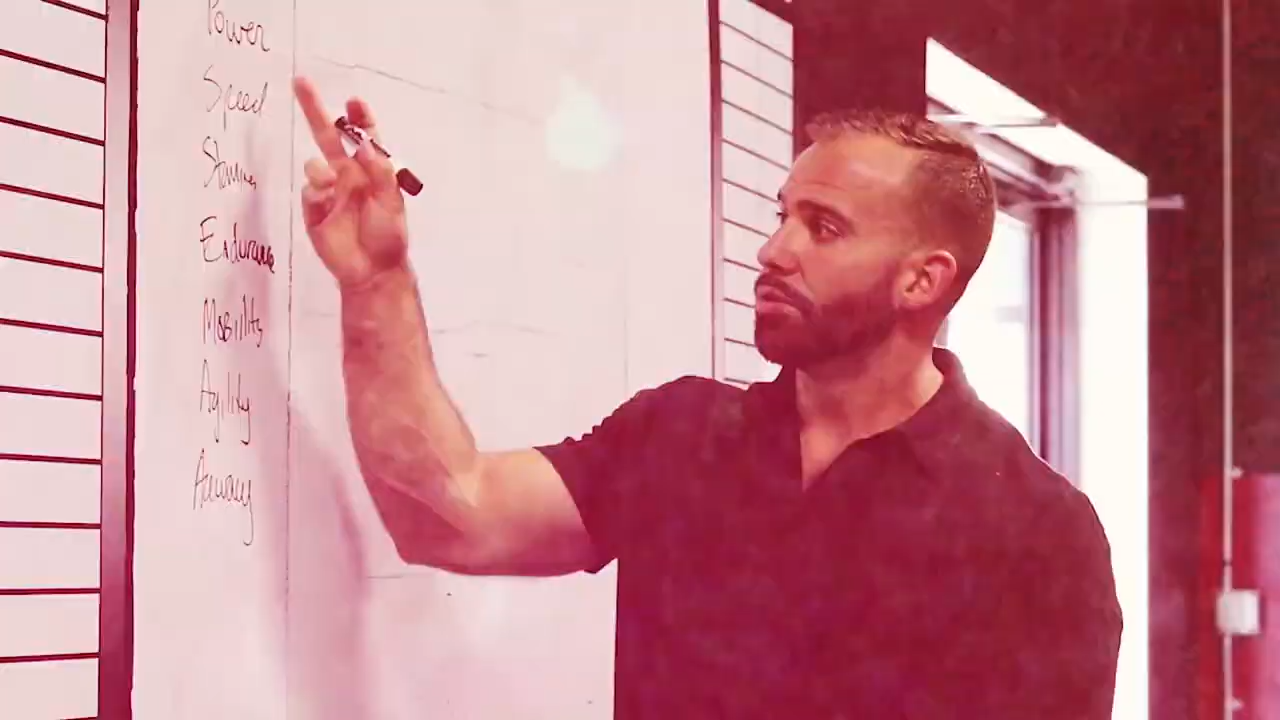 Power
Speed
Stamina
Endurance
Mobility
Agility
Accuracy